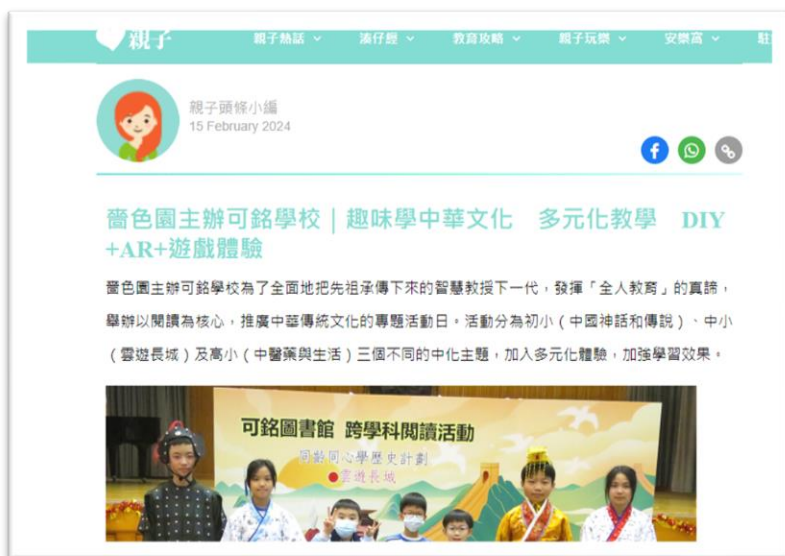 親子
親子熱話 湊仔經 教育攻略 親子玩樂 安樂窩 駐
親子頭條小編
15 February 2024
嗇色園主辦可銘學校｜趣味學中華文化　多元化教學　DIY
+AR+遊戲體驗
嗇色園主辦可銘學校為了全面地把先祖承傳下來的智慧教授下一代，發揮「全人教育」的真諦，
舉辦以閱讀為核心，推廣中華傳統文化的專題活動日。活動分為初小（中國神話和傳說）、中小
（雲遊長城）及高小（中醫藥與生活）三個不同的中化主題，加入多元化體驗，加強學習效果。
可銘圖書館 跨學科閱讀活動
同齡同心學歷史計劃
雲遊長城